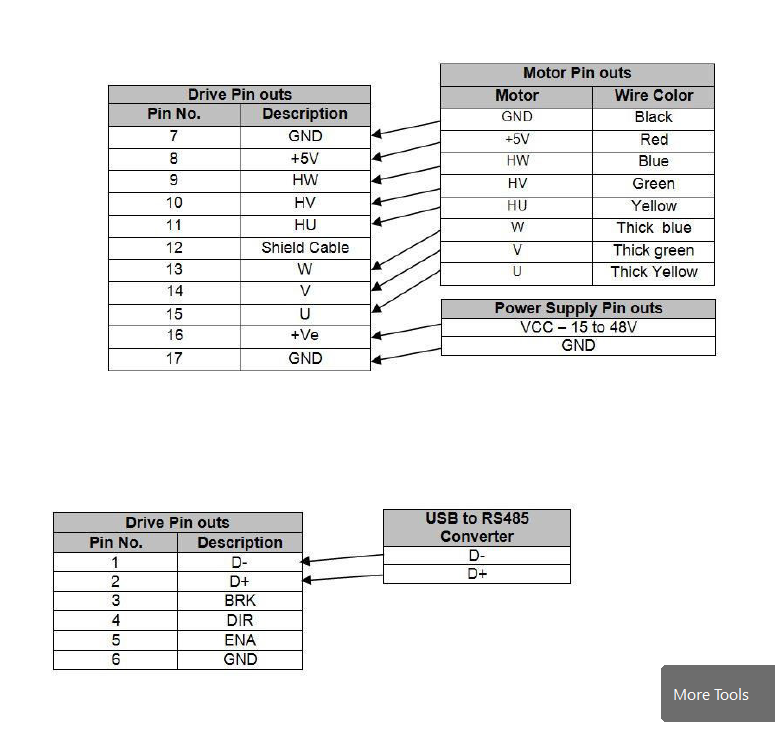 Drive Pin outs
Pin No. Description
7 GND
8 +5V
9 HW
10 HV
11 HU
12 Shield Cable
13 W
14 V
15 U
16 +Ve
17 GND
Motor Pin outs
Motor Wire Color
GND Black
+5V Red
HW Blue
HV Green
HU Yellow
W Thick blue
V Thick green
U Thick Yellow
Power Supply Pin outs
VCC – 15 to 48V
GND
Drive Pin outs
Pin No. Description
1 D-
2 D+
3 BRK
4 DIR
5 ENA
6 GND
USB to RS485
Converter
D-
D+
More Tools